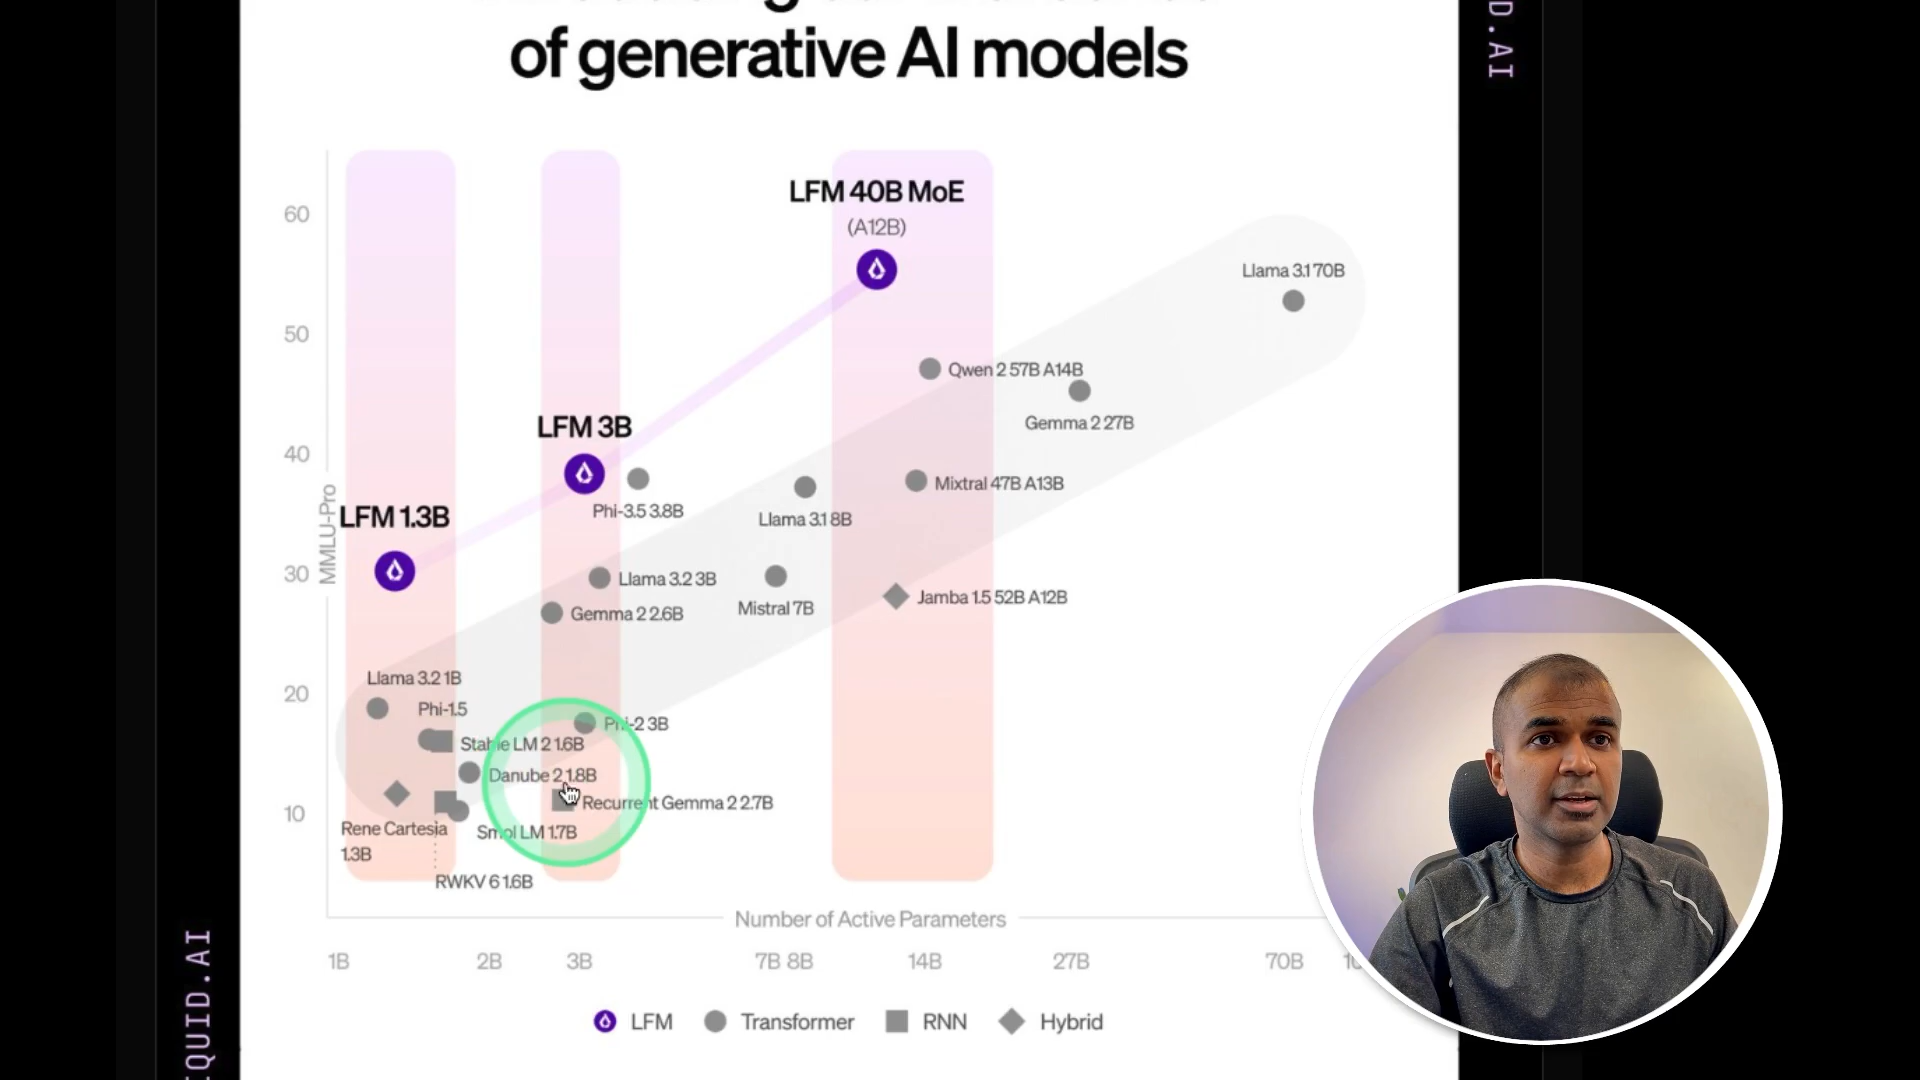 of generative AI models
D.AI
LFM 40B MoE
(A12B)
60
Llama 3.1 70B
50
Qwen 2 57B A14B
Gemma 2 27B
LFM 3B
40
Mixtral 47B A13B
Phi-3.5 3.8B
LFM 1.3B
Llama 3.1 8B
MMLU-Pro
30
Llama 3.2 3B
Jamba 1.5 52B A12B
Mistral 7B
Gemma 2 2.6B
Llama 3.2 1B
20
Phi-1.5
Phi-2 3B
Stable LM 2 1.6B
Danube 2 1.8B
Recurrent Gemma 2 2.7B
10
Rene Cartesia
1.3B
Smol LM 1.7B
RWKV 6 1.6B
Number of Active Parameters
1B 2B 3B 7B 8B 14B 27B 70B
LFM Transformer RNN Hybrid
QUID.AI